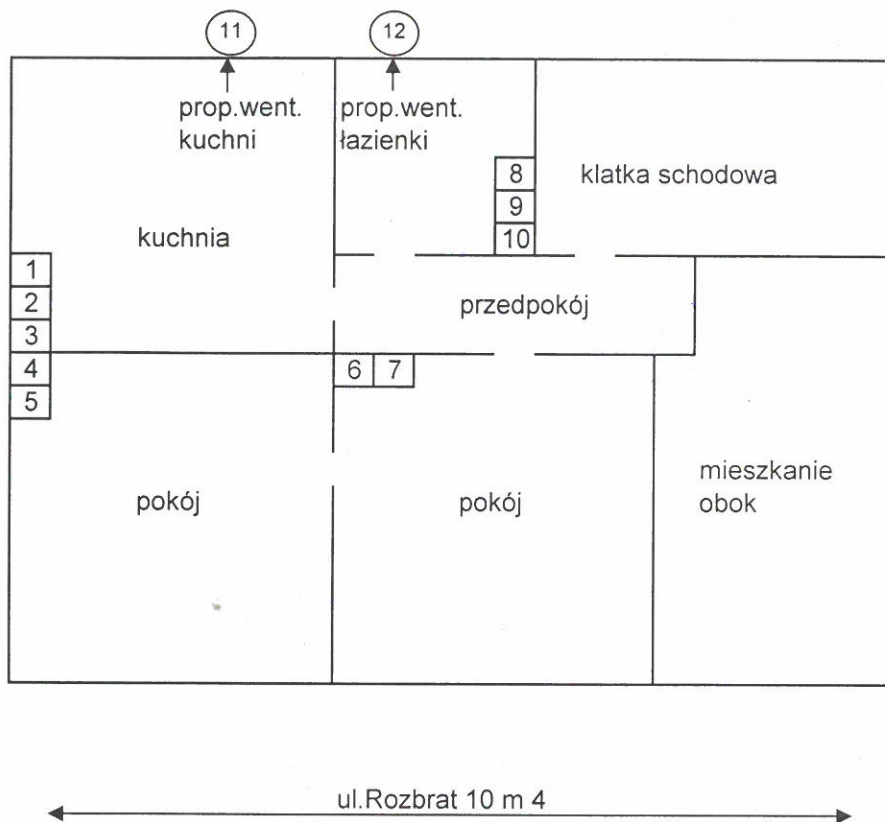 11
12
prop.went.
kuchni
prop.went.
łazienki
8
9
10
klatka schodowa
kuchnia
1
2
3
4
5
przedpokój
6
7
pokój
pokój
mieszkanie
obok
ul.Rozbrat 10 m 4